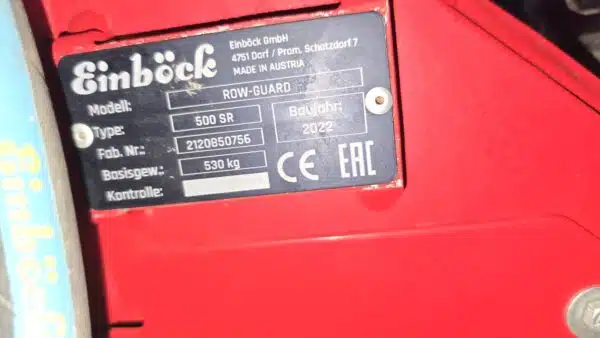 Einböck
Einböck GmbH
4751 Dorf / Pram, Schatzdorf 7
MADE IN AUSTRIA
Modell: ROW-GUARD
Type: 500 SR
Fab. Nr.: 2120850756
Basisgew.: 530 kg
Kontrolle:
Baujahr:
2022
CE EAC
Einböck